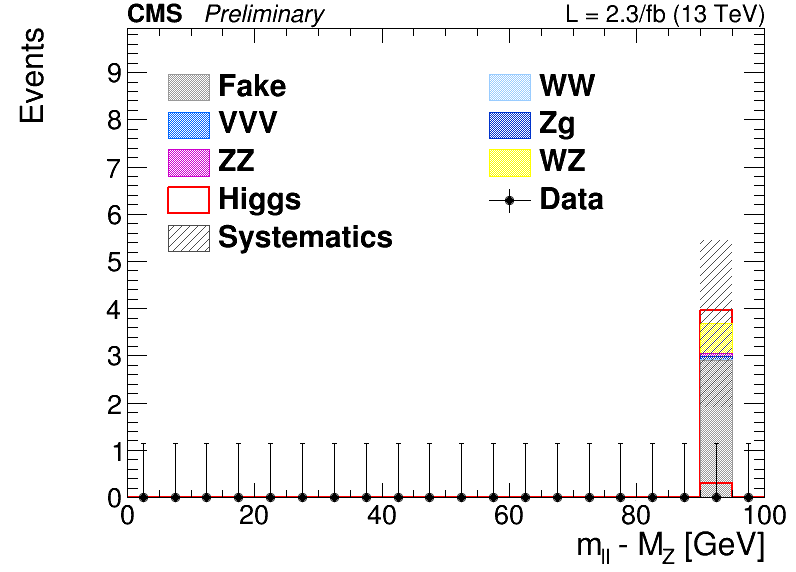 CMS Preliminary L = 2.3/fb (13 TeV)
Events
9
8
7
6
5
4
3
2
1
0
Fake WW
VVV Zg
ZZ WZ
Higgs Data
Systematics
0 20 40 60 80 100
m_ll - M_Z [GeV]